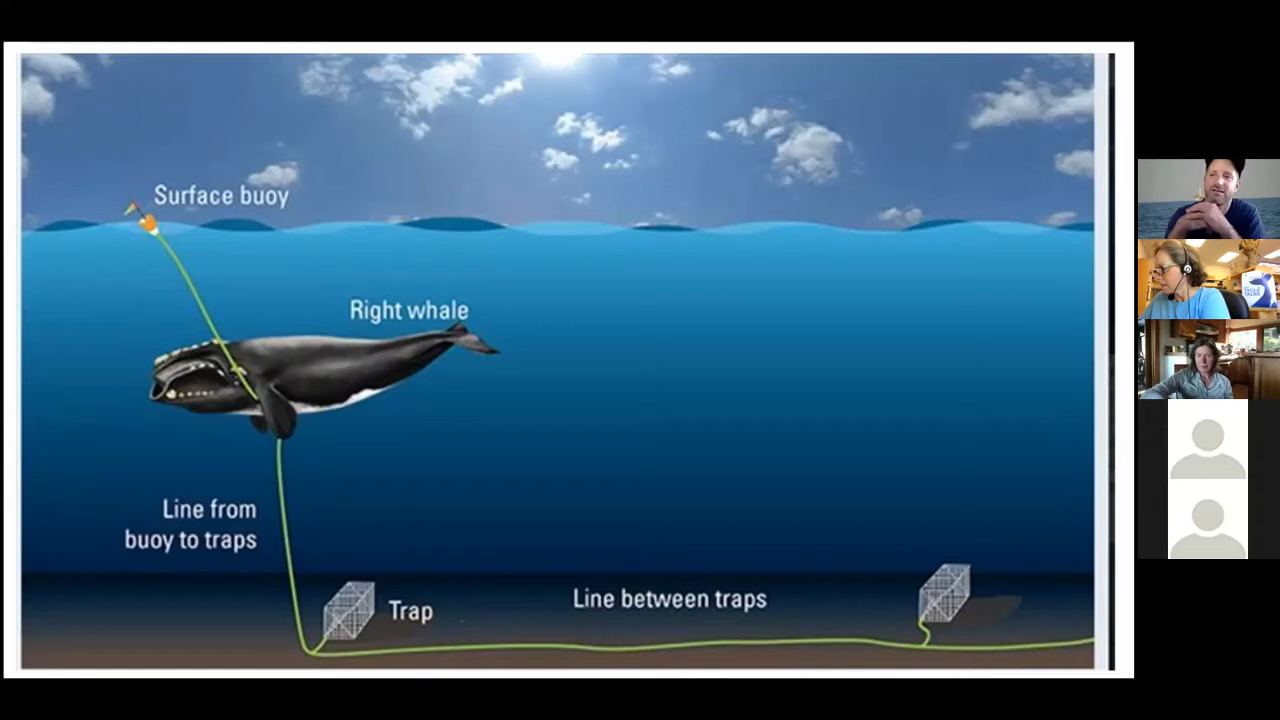 Surface buoy
Right whale
Line from
buoy to traps
Trap
Line between traps